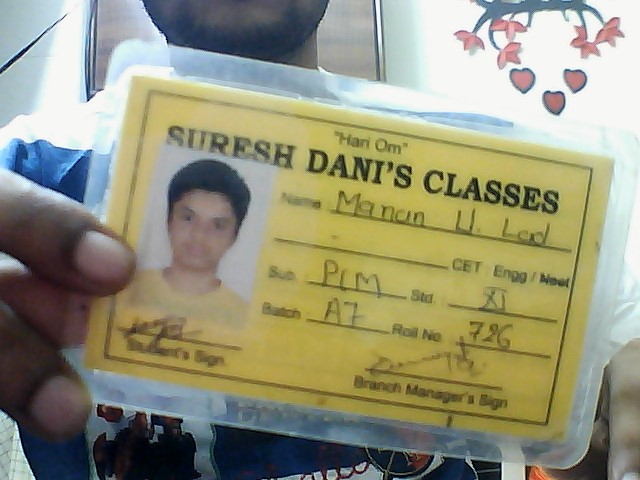 "Hari Om"
SURESH DANI'S CLASSES
Name Manan U. Lad
CET Engg / Neet
Sub. PCM Std. XI
Batch A7 Roll No 726
Student's Sign.
Branch Manager's Sign